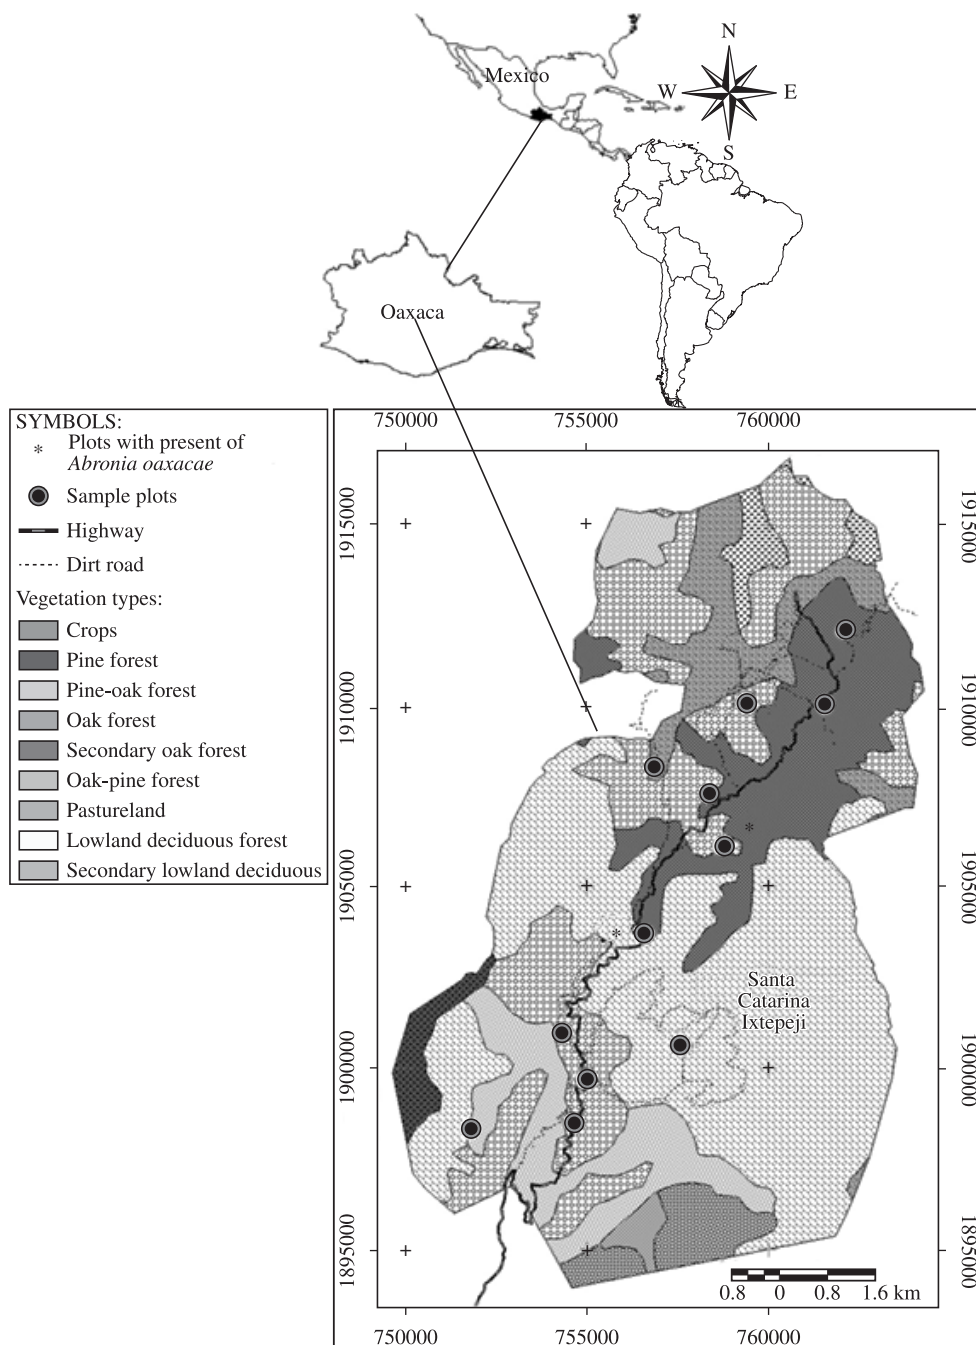 N
Mexico
W E
S
Oaxaca
SYMBOLS:
* Plots with present of
Abronia oaxacae
Sample plots
Highway
Dirt road
Vegetation types:
Crops
Pine forest
Pine-oak forest
Oak forest
Secondary oak forest
Oak-pine forest
Pastureland
Lowland deciduous forest
Secondary lowland deciduous
750000 755000 760000
1915000 1915000
1910000 1910000
*
1905000 1905000
*
Santa
Catarina
Ixtepeji
1900000 1900000
1895000 1895000
0.8 0 0.8 1.6 km
750000 755000 760000